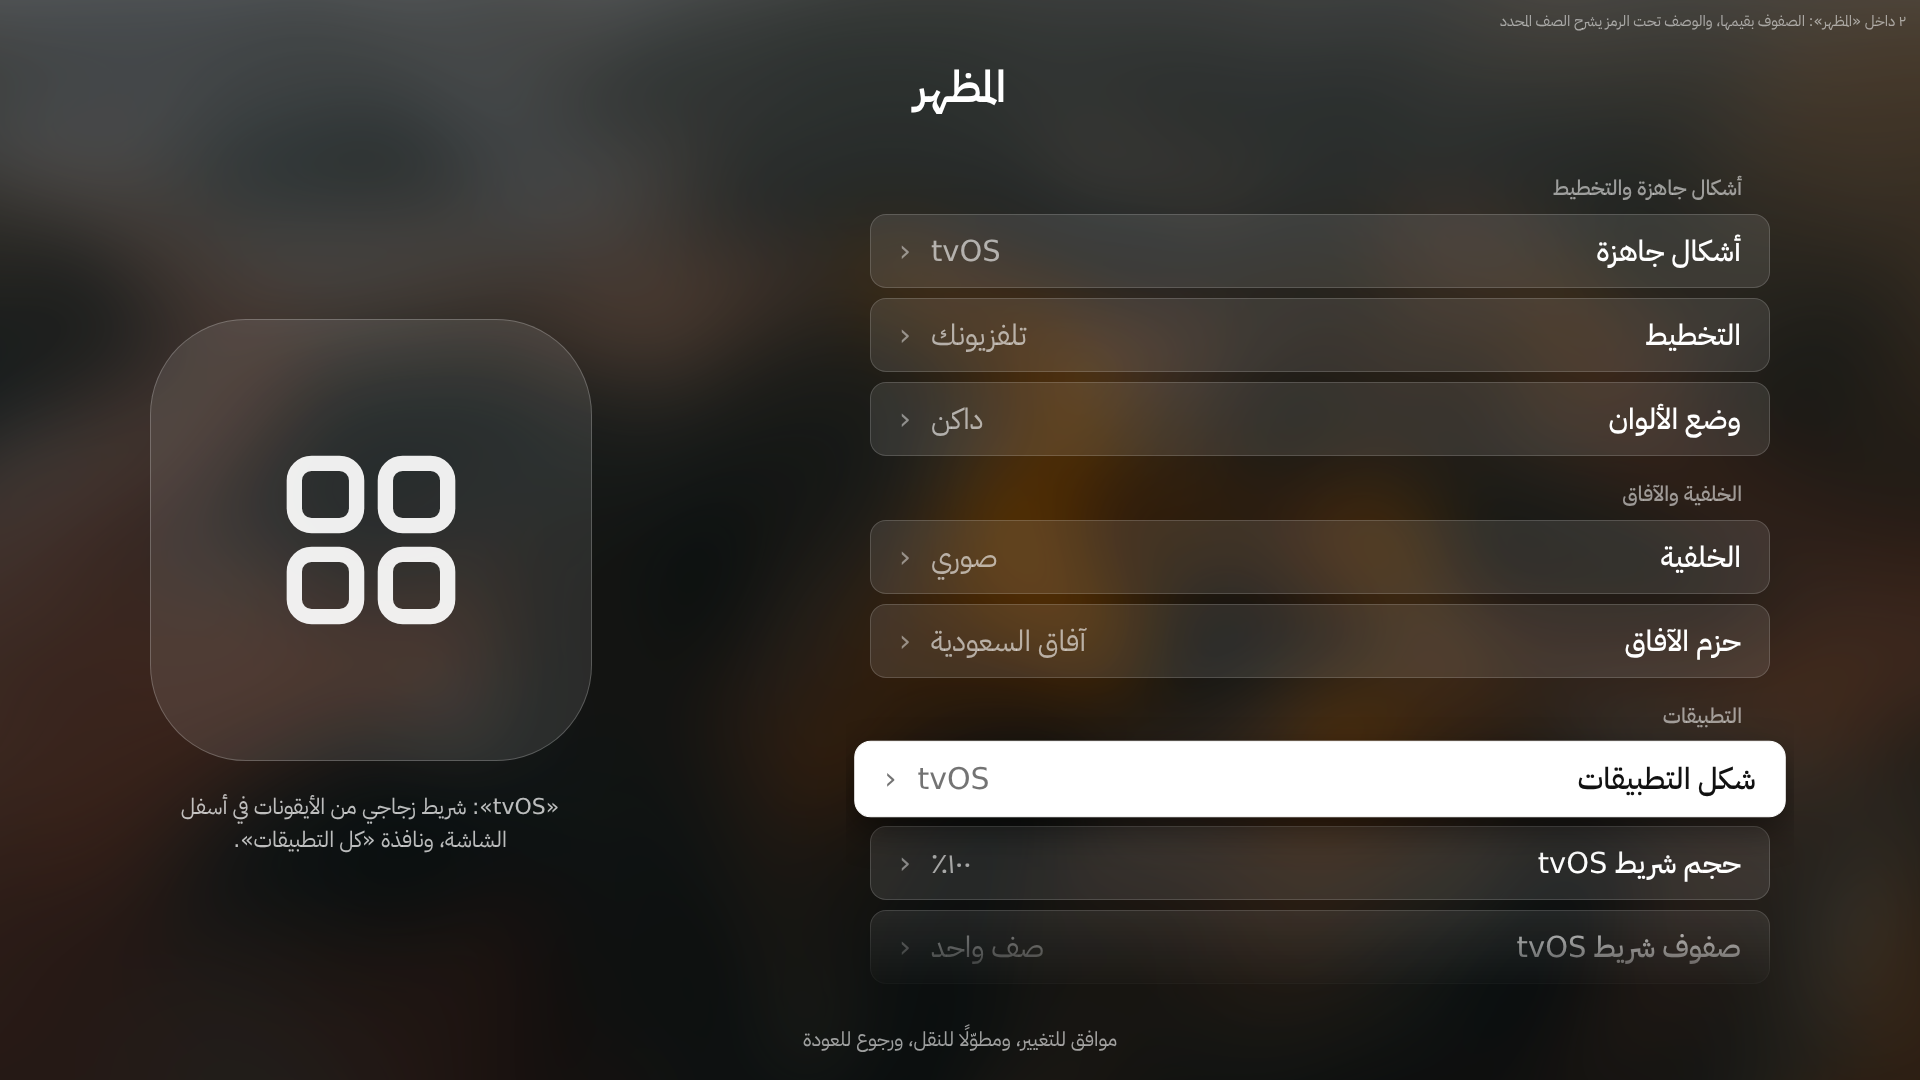 ٢ داخل «المظهر»: الصفوف بقيمها، والوصف تحت الرمز يشرح الصف المحدد
المظهر
أشكال جاهزة والتخطيط
أشكال جاهزة tvOS ›
التخطيط تلفزيونك ›
وضع الألوان داكن ›
الخلفية والآفاق
الخلفية صوري ›
حزم الآفاق آفاق السعودية ›
التطبيقات
شكل التطبيقات tvOS ›
حجم شريط tvOS ١٠٠٪ ›
صفوف شريط tvOS صف واحد ›
«tvOS»: شريط زجاجي من الأيقونات في أسفل
الشاشة، ونافذة «كل التطبيقات».
موافق للتغيير، ومطوّلًا للنقل، ورجوع للعودة